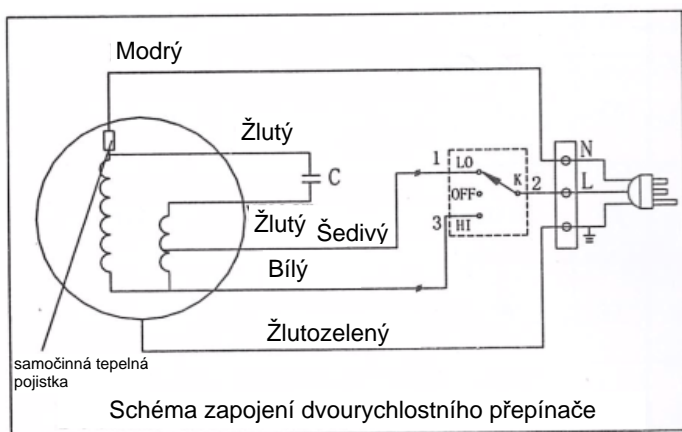 Modrý
Žlutý
C
Žlutý
Šedivý
Bílý
Žlutozelený
1
LO
OFF
K
2
3
HI
N
L
samočinná tepelná
pojistka
Schéma zapojení dvourychlostního přepínače